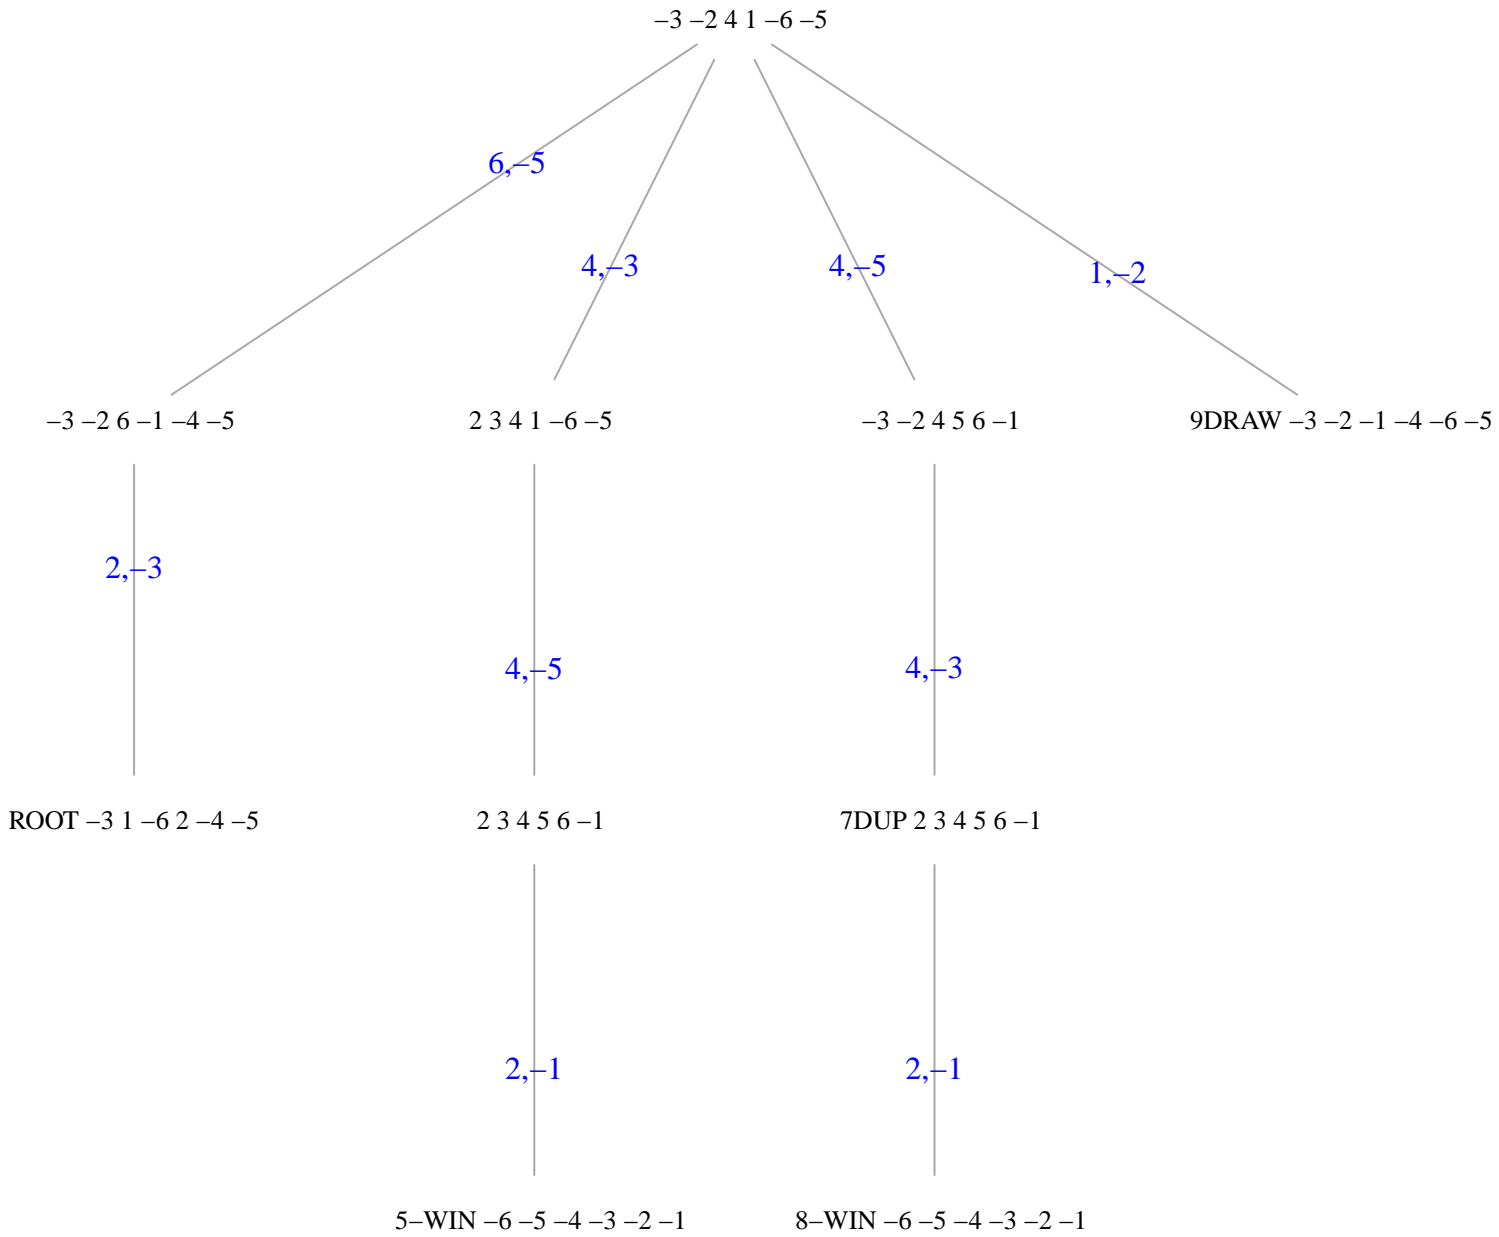 –3 –2 4 1 –6 –5
6,–5
4,–3
4,–5
1,–2
–3 –2 6 –1 –4 –5
2 3 4 1 –6 –5
–3 –2 4 5 6 –1
9DRAW –3 –2 –1 –4 –6 –5
2,–3
4,–5
4,–3
ROOT –3 1 –6 2 –4 –5
2 3 4 5 6 –1
7DUP 2 3 4 5 6 –1
2,–1
2,–1
5–WIN –6 –5 –4 –3 –2 –1
8–WIN –6 –5 –4 –3 –2 –1